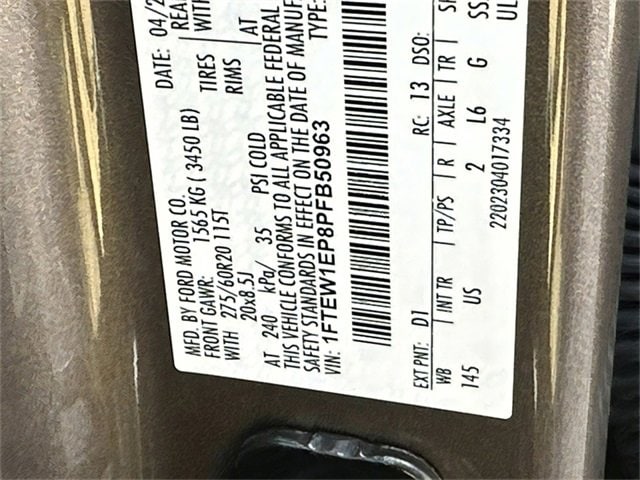 MFD. BY FORD MOTOR CO. DATE: 04/2
FRONT GAWR: 1565 KG ( 3450 LB)
WITH 275/60R20 115T TIRES WITH
20x8.5J RIMS
AT 240 kPa/ 35 PSI COLD AT
THIS VEHICLE CONFORMS TO ALL APPLICABLE FEDERAL
SAFETY STANDARDS IN EFFECT ON THE DATE OF MANUF
VIN: 1FTEW1EP8PFB50963 TYPE:
EXT PNT: D1 RC: 13 DSO:
WB INT TR TP/PS R AXLE TR
145 US 2 L6 G
2202304017334